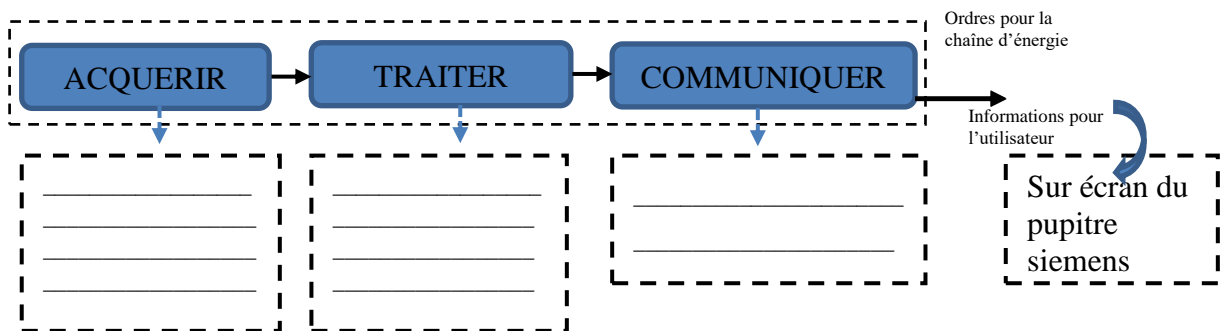 Ordres pour la
chaîne d’énergie
ACQUERIR
TRAITER
COMMUNIQUER
Informations pour
l’utilisateur
Sur écran du
pupitre
siemens